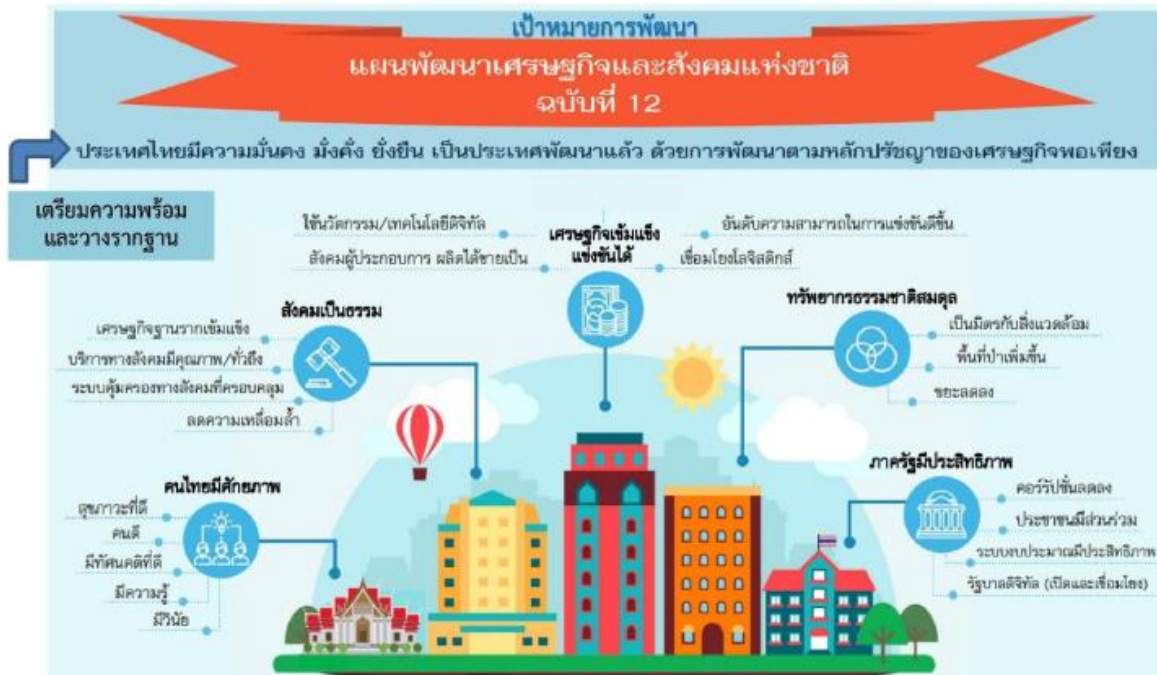 เป้าหมายการพัฒนา
แผนพัฒนาเศรษฐกิจและสังคมแห่งชาติ
ฉบับที่ 12
ประเทศไทยมีความมั่นคง มั่งคั่ง ยั่งยืน เป็นประเทศพัฒนาแล้ว ด้วยการพัฒนาตามหลักปรัชญาของเศรษฐกิจพอเพียง
เตรียมความพร้อม
และวางรากฐาน
เศรษฐกิจเข้มแข็ง
แข่งขันได้
ใช้นวัตกรรม/เทคโนโลยีดิจิทัล
สังคมผู้ประกอบการ ผลิตได้ขายเป็น
อันดับความสามารถในการแข่งขันดีขึ้น
เชื่อมโยงโลจิสติกส์
สังคมเป็นธรรม
เศรษฐกิจฐานรากเข้มแข็ง
บริการทางสังคมมีคุณภาพ/ทั่วถึง
ระบบคุ้มครองทางสังคมที่ครอบคลุม
ลดความเหลื่อมล้ำ
ทรัพยากรธรรมชาติสมดุล
เป็นมิตรกับสิ่งแวดล้อม
พื้นที่ป่าเพิ่มขึ้น
ขยะลดลง
คนไทยมีศักยภาพ
สุขภาวะที่ดี
คนดี
มีทัศนคติที่ดี
มีความรู้
มีวินัย
ภาครัฐมีประสิทธิภาพ
คอร์รัปชั่นลดลง
ประชาชนมีส่วนร่วม
ระบบงบประมาณมีประสิทธิภาพ
รัฐบาลดิจิทัล (เปิดและเชื่อมโยง)